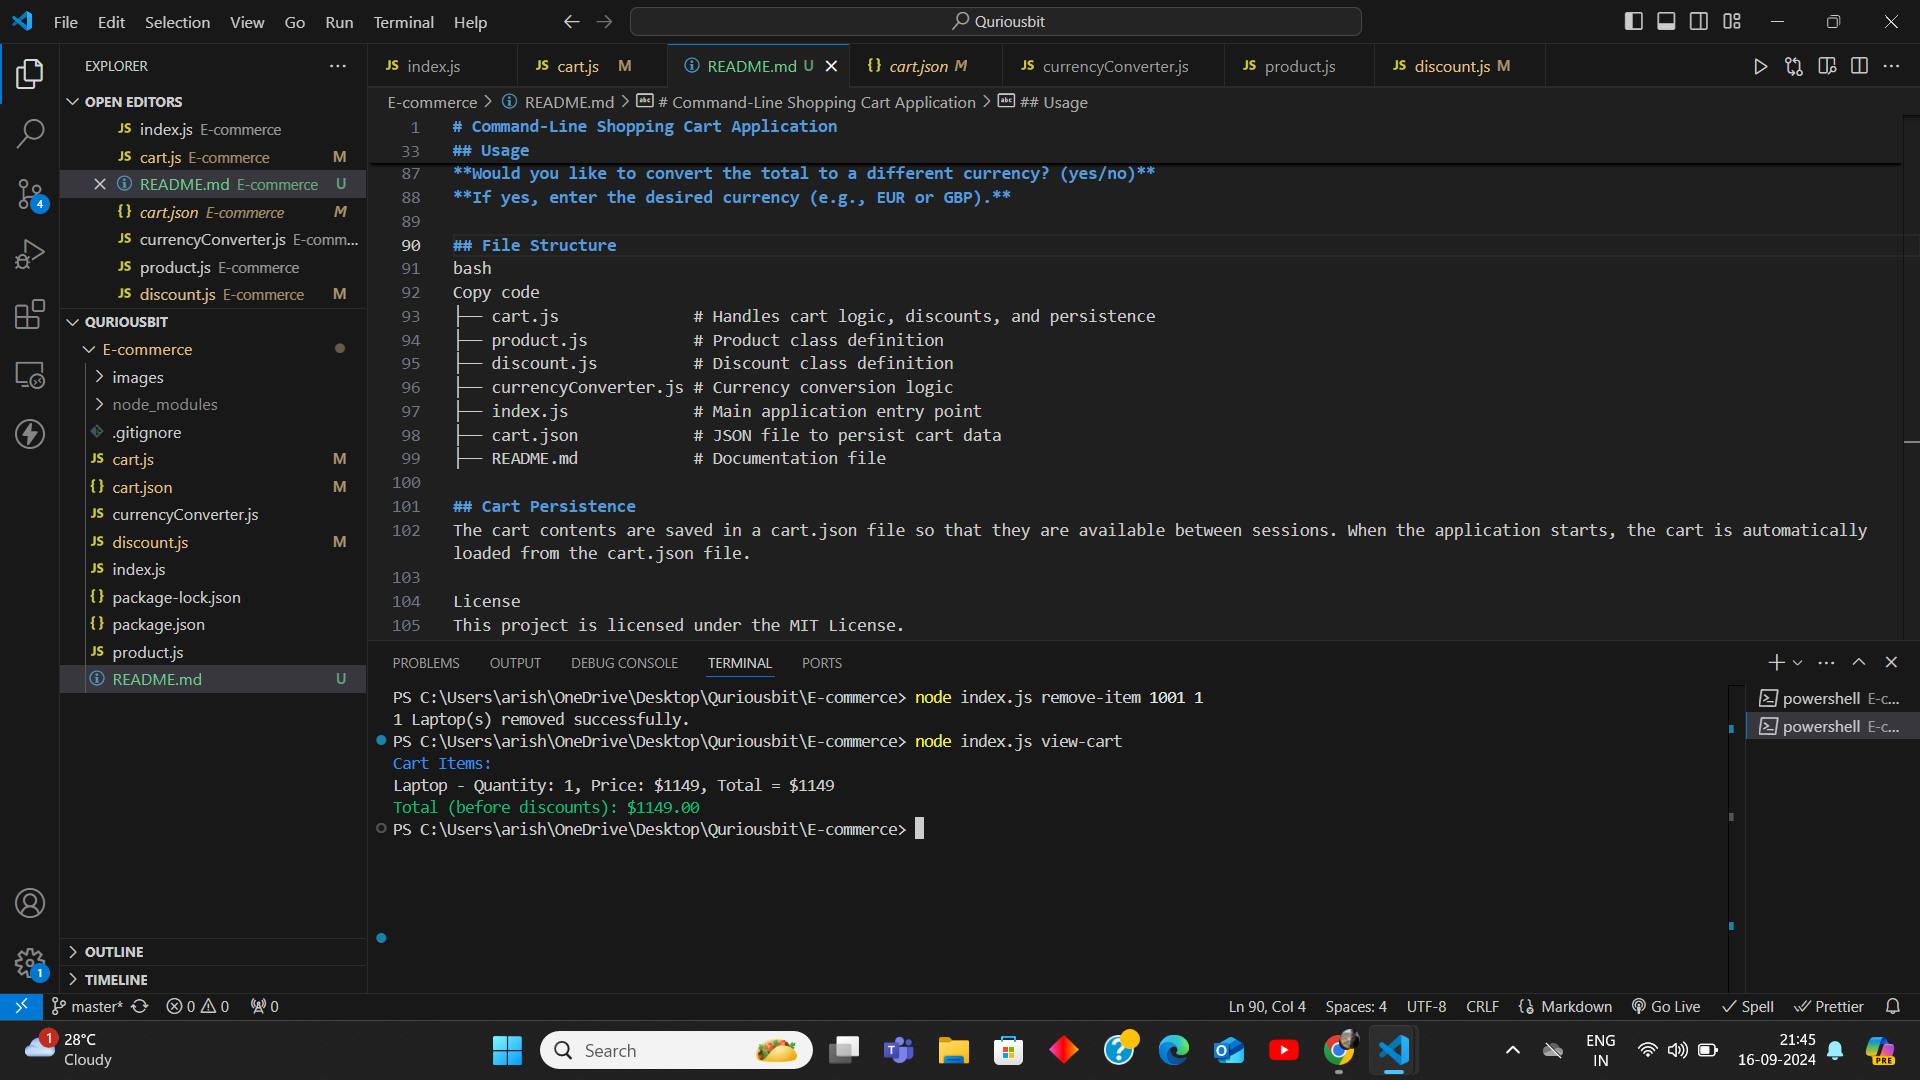 File Edit Selection View Go Run Terminal Help
Quriousbit
EXPLORER
OPEN EDITORS
JS index.js E-commerce
JS cart.js E-commerce M
README.md E-commerce U
{} cart.json E-commerce M
JS currencyConverter.js E-comm...
JS product.js E-commerce
JS discount.js E-commerce M
QURIOUSBIT
E-commerce
images
node_modules
.gitignore
JS cart.js M
{} cart.json M
JS currencyConverter.js
JS discount.js M
JS index.js
{} package-lock.json
{} package.json
JS product.js
README.md U
OUTLINE
TIMELINE
4
1
JS index.js JS cart.js M README.md U {} cart.json M JS currencyConverter.js JS product.js JS discount.js M
E-commerce > README.md > # Command-Line Shopping Cart Application > ## Usage
1 # Command-Line Shopping Cart Application
33 ## Usage
87 **Would you like to convert the total to a different currency? (yes/no)**
88 **If yes, enter the desired currency (e.g., EUR or GBP).**
89
90 ## File Structure
91 bash
92 Copy code
93 ├── cart.js # Handles cart logic, discounts, and persistence
94 ├── product.js # Product class definition
95 ├── discount.js # Discount class definition
96 ├── currencyConverter.js # Currency conversion logic
97 ├── index.js # Main application entry point
98 ├── cart.json # JSON file to persist cart data
99 ├── README.md # Documentation file
100
101 ## Cart Persistence
102 The cart contents are saved in a cart.json file so that they are available between sessions. When the application starts, the cart is automatically
loaded from the cart.json file.
103
104 License
105 This project is licensed under the MIT License.
PROBLEMS OUTPUT DEBUG CONSOLE TERMINAL PORTS
PS C:\Users\arish\OneDrive\Desktop\Quriousbit\E-commerce> node index.js remove-item 1001 1
1 Laptop(s) removed successfully.
PS C:\Users\arish\OneDrive\Desktop\Quriousbit\E-commerce> node index.js view-cart
Cart Items:
Laptop - Quantity: 1, Price: $1149, Total = $1149
Total (before discounts): $1149.00
PS C:\Users\arish\OneDrive\Desktop\Quriousbit\E-commerce>
powershell E-c...
powershell E-c...
master* 0 0 0 Ln 90, Col 4 Spaces: 4 UTF-8 CRLF {} Markdown Go Live Spell Prettier
1 28°C
Cloudy
Search
ENG
IN
21:45
16-09-2024
PRE